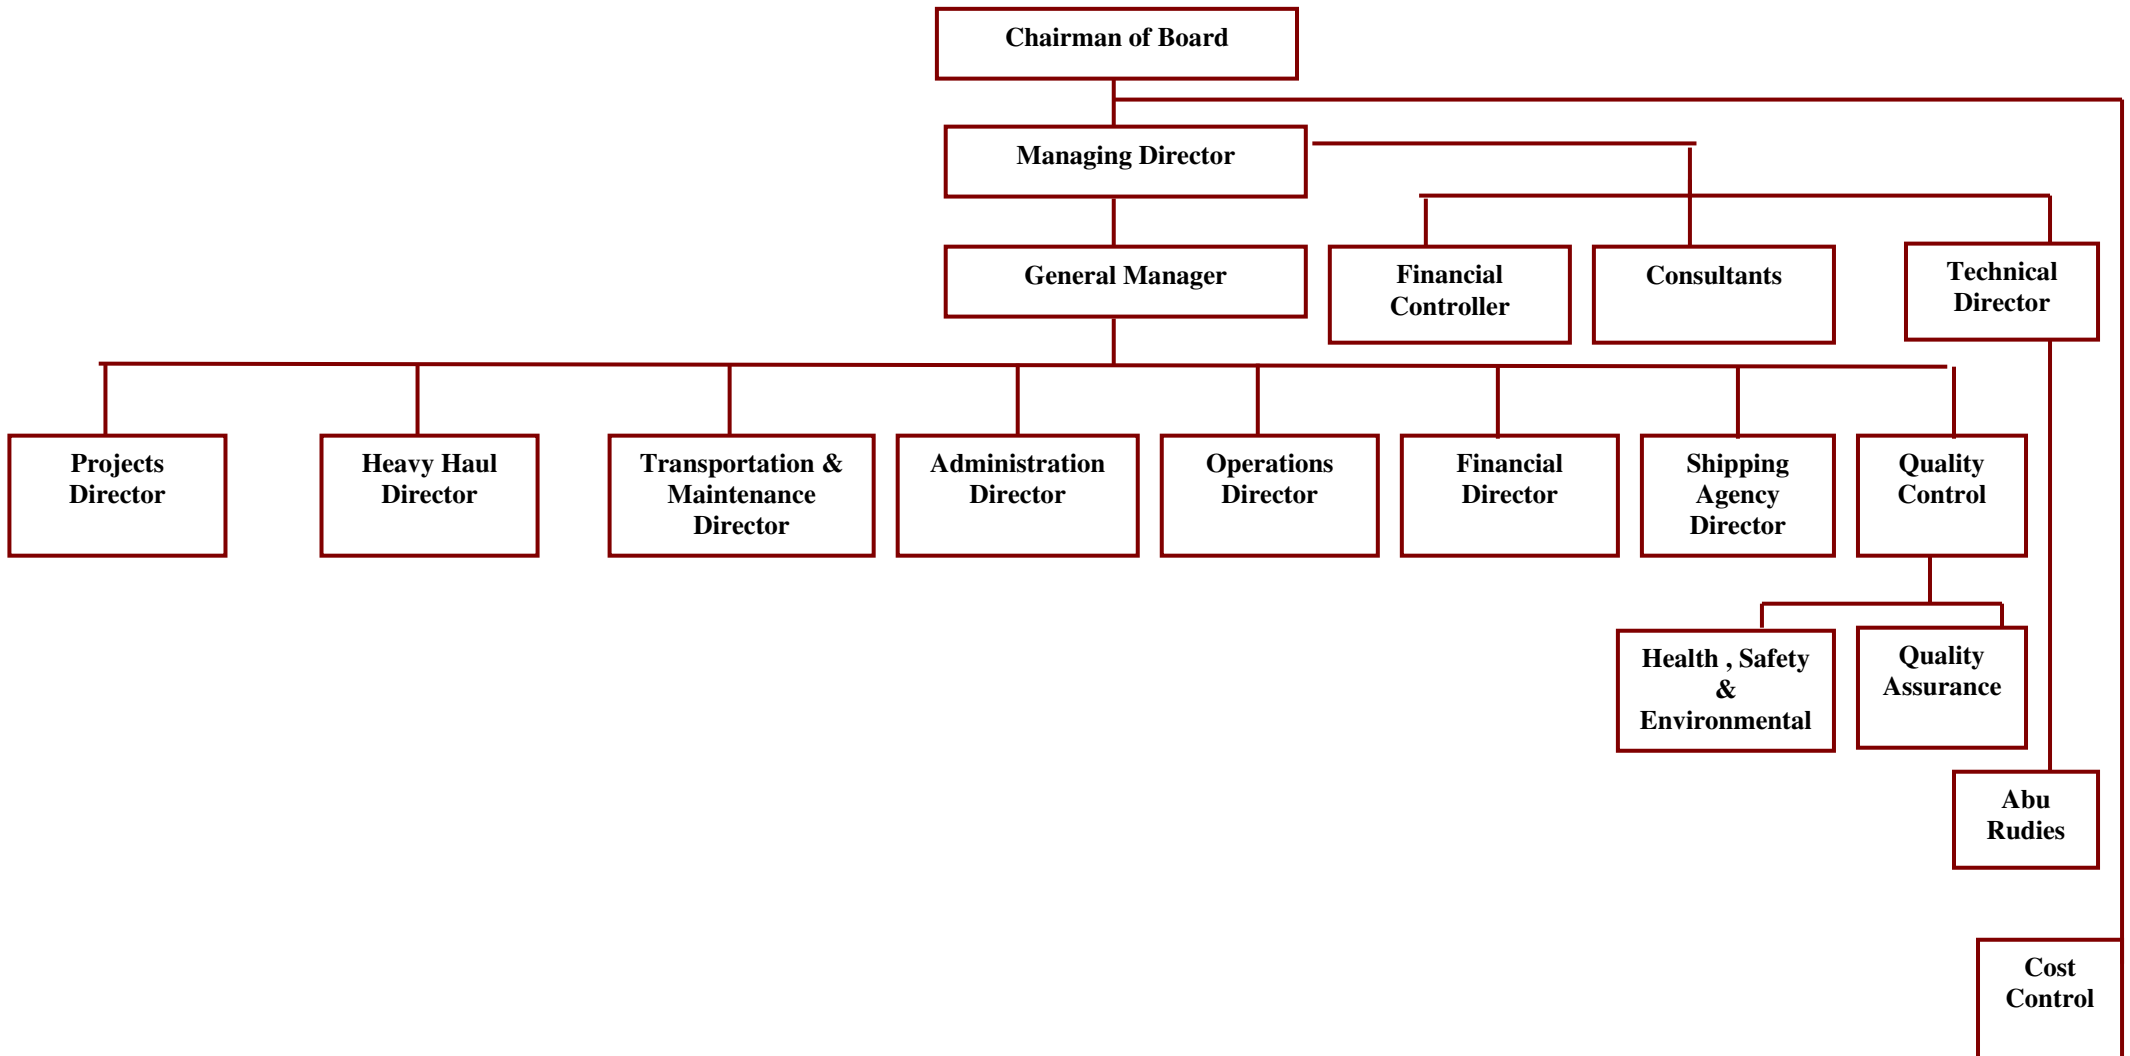 Chairman of Board
Managing Director
General Manager
Financial
Controller
Consultants
Technical
Director
Projects
Director
Heavy Haul
Director
Transportation &
Maintenance
Director
Administration
Director
Operations
Director
Financial
Director
Shipping
Agency
Director
Quality
Control
Health , Safety
&
Environmental
Quality
Assurance
Abu
Rudies
Cost
Control